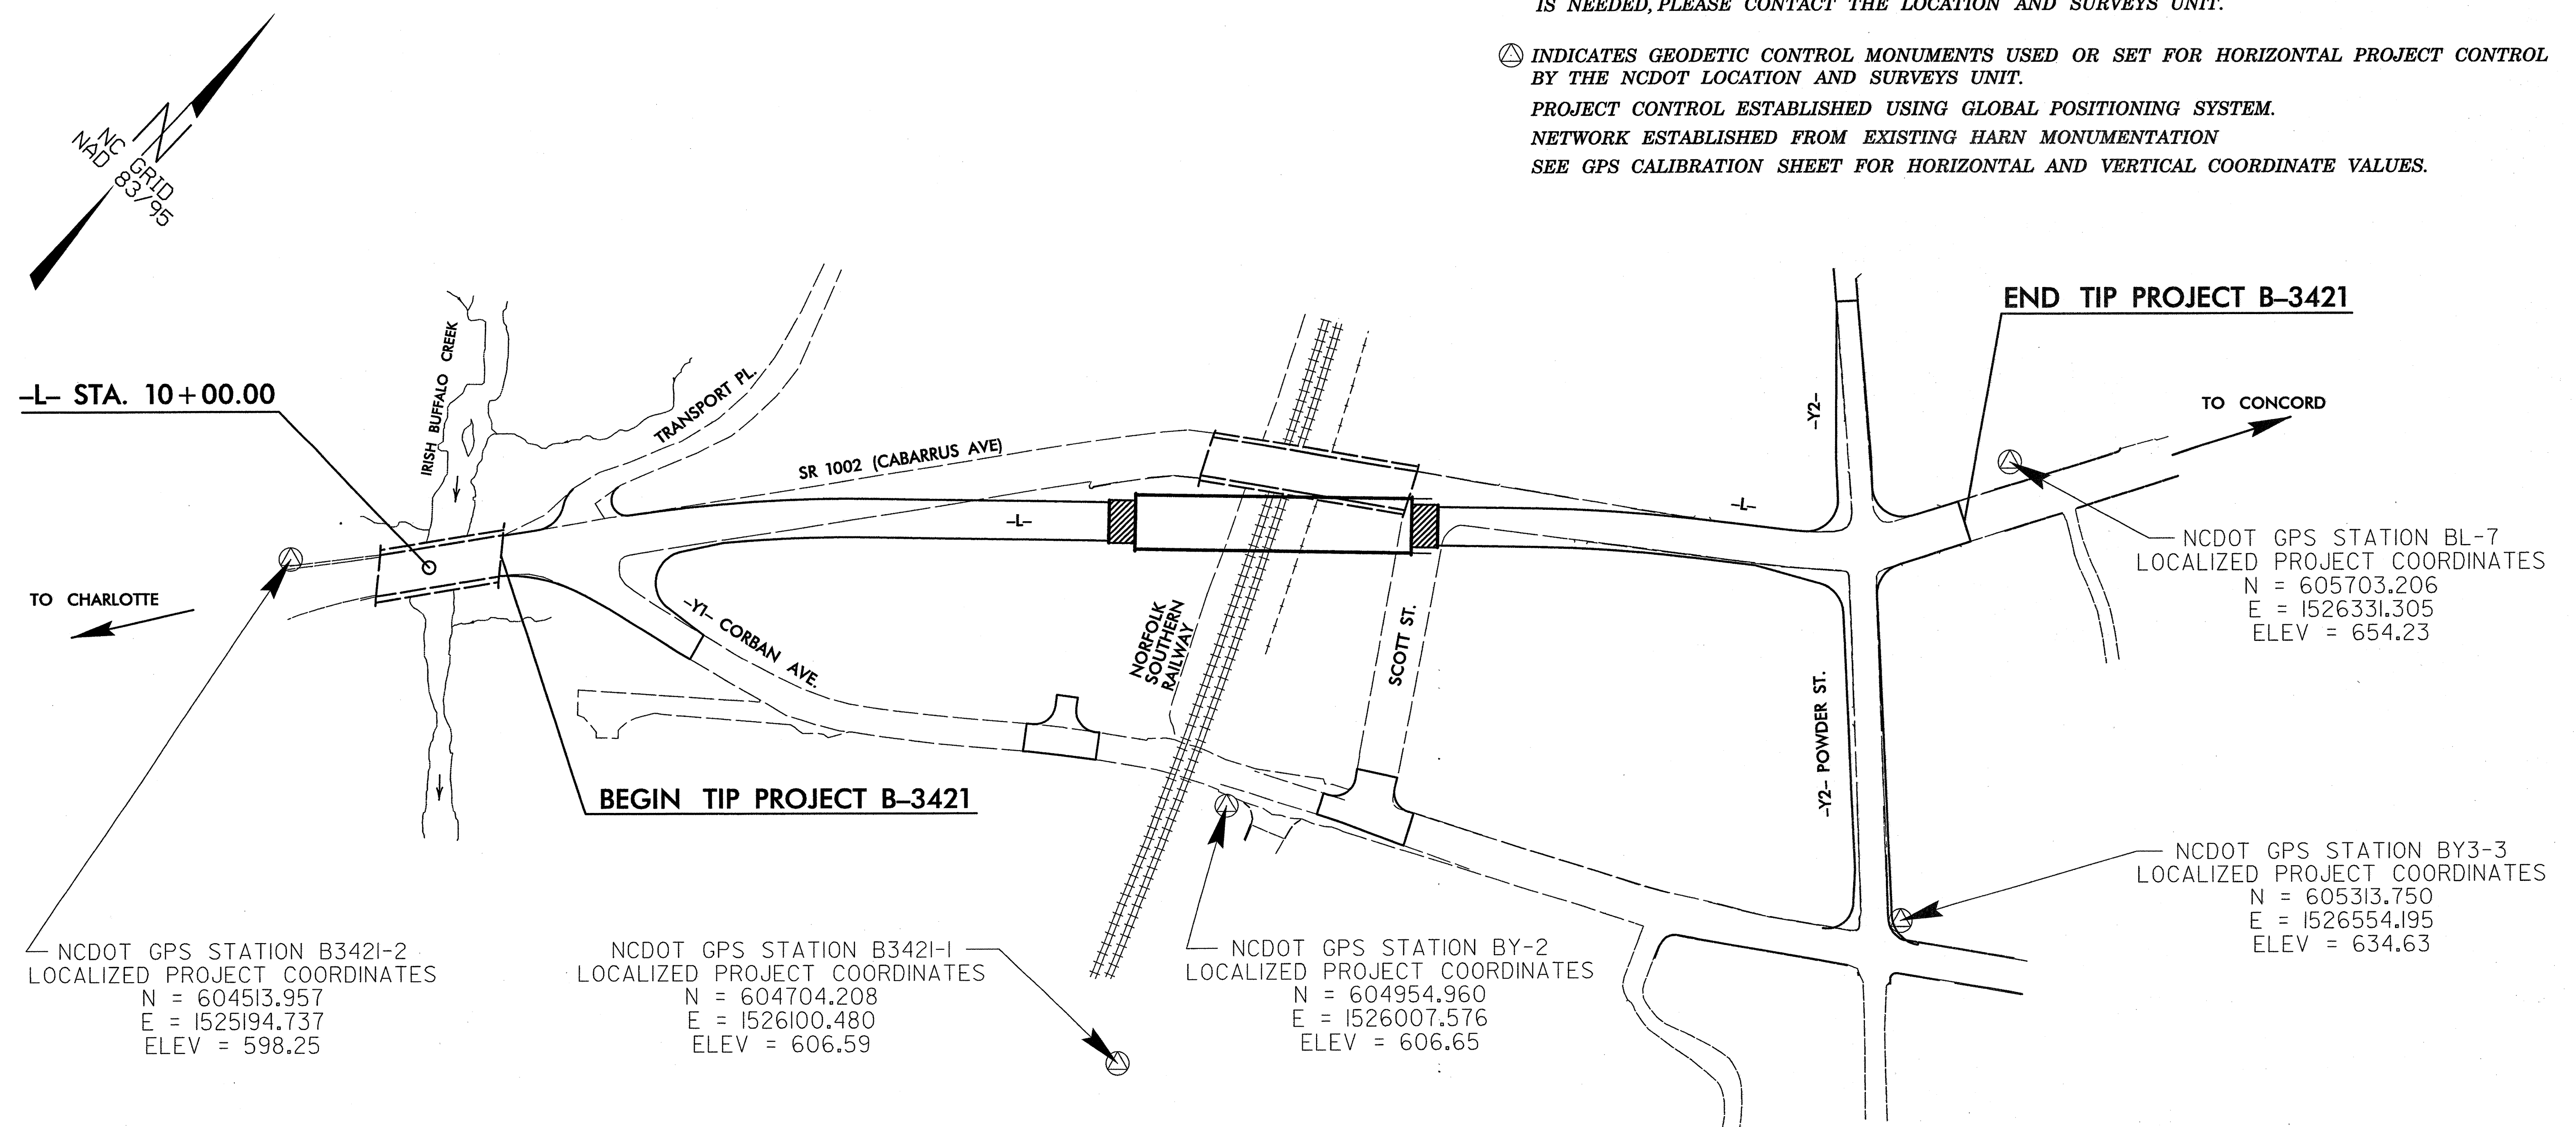 IS NEEDED, PLEASE CONTACT THE LOCATION AND SURVEYS UNIT.
INDICATES GEODETIC CONTROL MONUMENTS USED OR SET FOR HORIZONTAL PROJECT CONTROL
BY THE NCDOT LOCATION AND SURVEYS UNIT.
PROJECT CONTROL ESTABLISHED USING GLOBAL POSITIONING SYSTEM.
NETWORK ESTABLISHED FROM EXISTING HARN MONUMENTATION
SEE GPS CALIBRATION SHEET FOR HORIZONTAL AND VERTICAL COORDINATE VALUES.
NC GRID
NAD 83/95
END TIP PROJECT B-3421
-L- STA. 10+00.00
IRISH BUFFALO CREEK
TRANSPORT PL.
SR 1002 (CABARRUS AVE)
-Y2-
TO CONCORD
-L-
-L-
TO CHARLOTTE
-Y1- CORBAN AVE.
NORFOLK
SOUTHERN
RAILWAY
SCOTT ST.
-Y2- POWDER ST.
NCDOT GPS STATION BL-7
LOCALIZED PROJECT COORDINATES
N = 605703.206
E = 1526331.305
ELEV = 654.23
BEGIN TIP PROJECT B-3421
NCDOT GPS STATION BY3-3
LOCALIZED PROJECT COORDINATES
N = 605313.750
E = 1526554.195
ELEV = 634.63
NCDOT GPS STATION B3421-2
LOCALIZED PROJECT COORDINATES
N = 604513.957
E = 1525194.737
ELEV = 598.25
NCDOT GPS STATION B3421-1
LOCALIZED PROJECT COORDINATES
N = 604704.208
E = 1526100.480
ELEV = 606.59
NCDOT GPS STATION BY-2
LOCALIZED PROJECT COORDINATES
N = 604954.960
E = 1526007.576
ELEV = 606.65